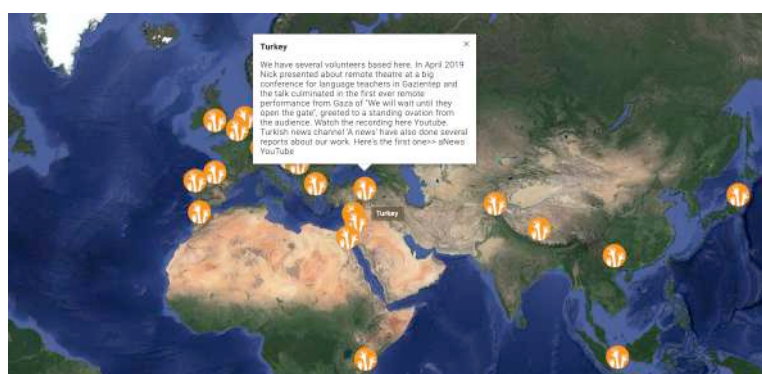 Turkey
We have several volunteers based here. In April 2019
Nick presented about remote theatre at a big
conference for language teachers in Gazientep and
the talk culminated in the first ever remote
performance from Gaza of "We will wait until they
open the gate", greeted to a standing ovation from
the audience. Watch the recording here Youtube.
Turkish news channel 'A news' have also done several
reports about our work. Here's the first one>> aNews
YouTube
Turkey